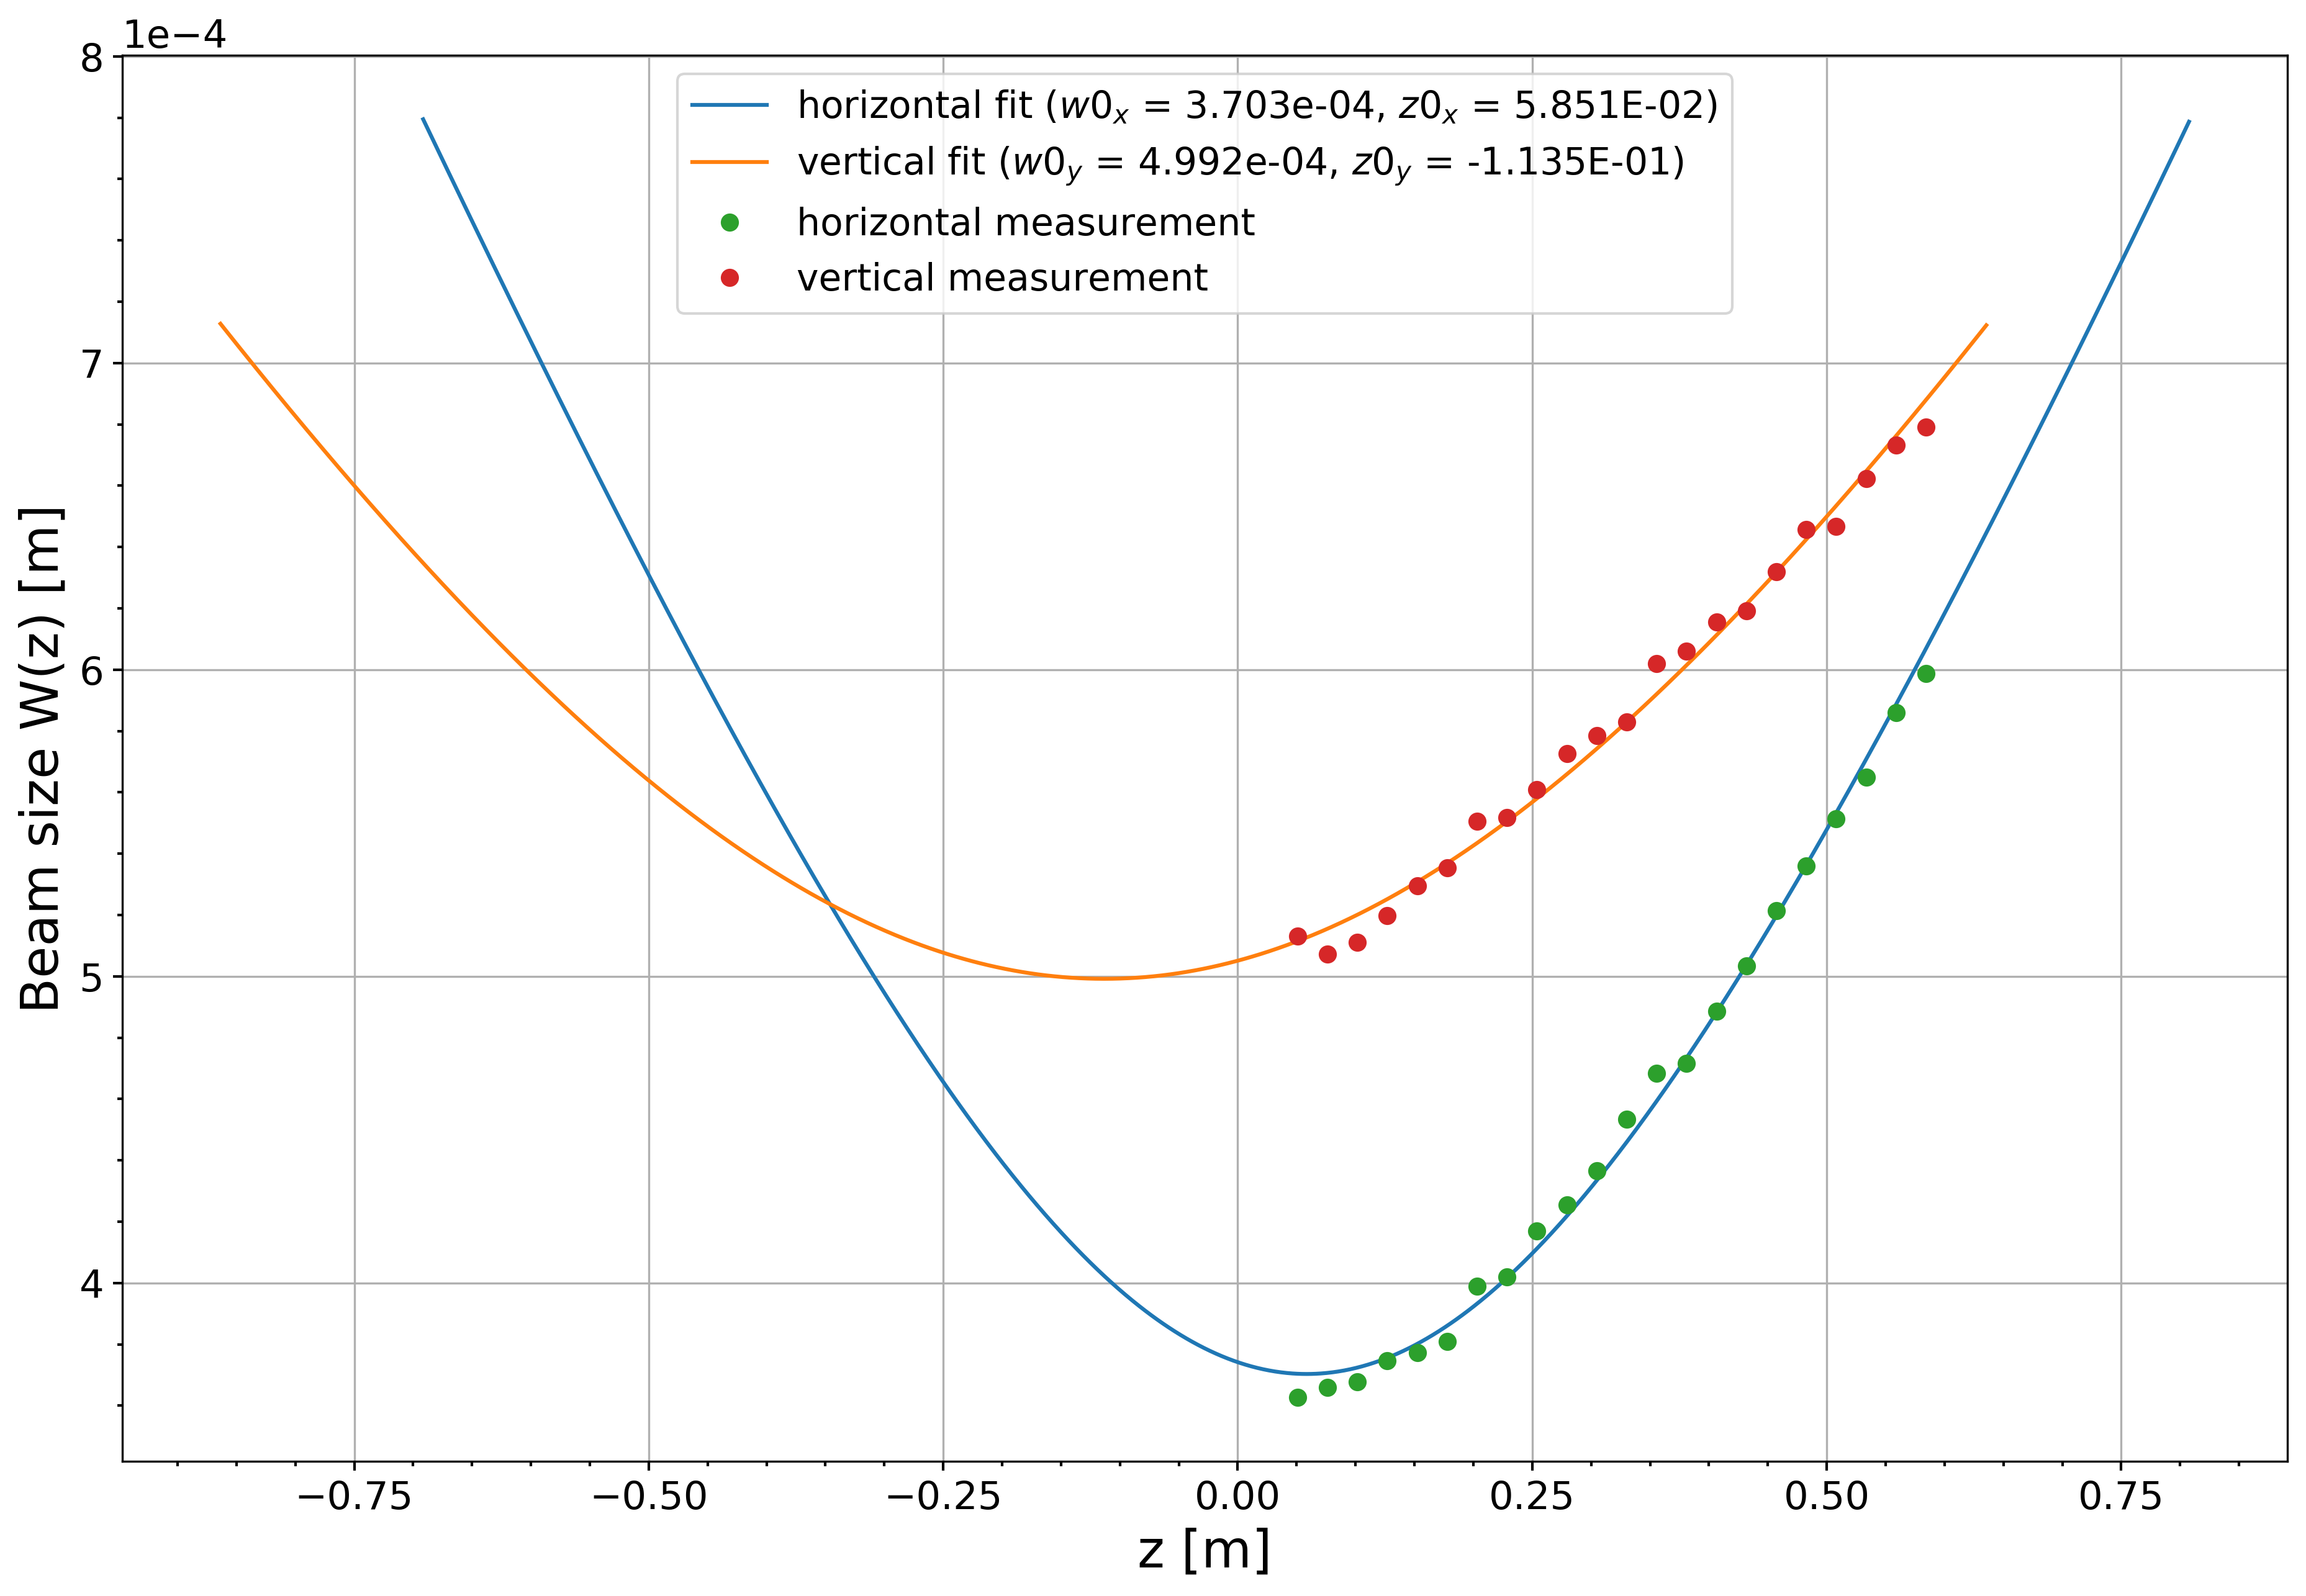 1e−4
horizontal fit (w0x = 3.703e-04, z0x = 5.851E-02)
vertical fit (w0y = 4.992e-04, z0y = -1.135E-01)
horizontal measurement
vertical measurement
Beam size W(z) [m]
8
7
6
5
4
−0.75 −0.50 −0.25 0.00 0.25 0.50 0.75
z [m]